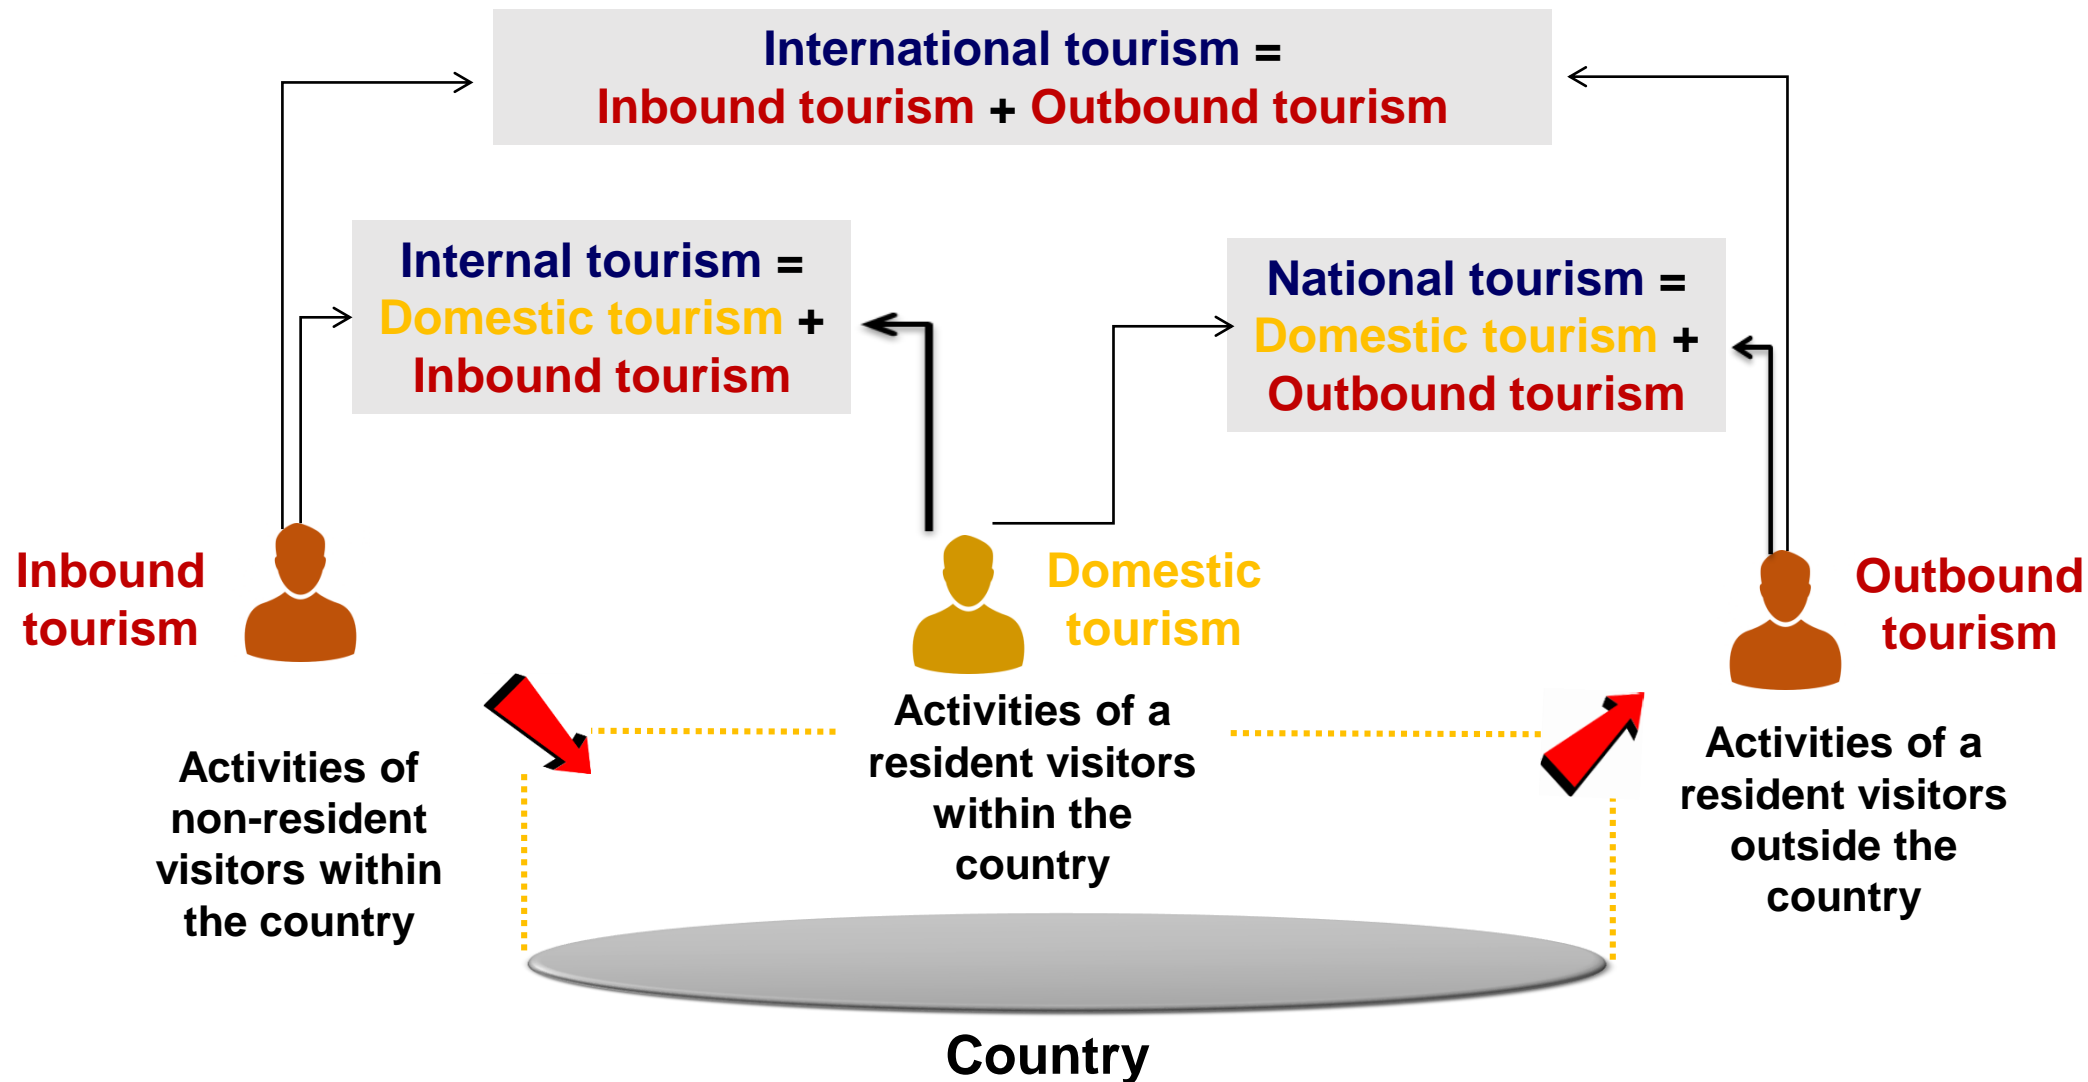 International tourism =
Inbound tourism + Outbound tourism
Internal tourism =
Domestic tourism +
Inbound tourism
National tourism =
Domestic tourism +
Outbound tourism
Inbound
tourism
Domestic
tourism
Outbound
tourism
Activities of
non-resident
visitors within
the country
Activities of a
resident visitors
within the
country
Activities of a
resident visitors
outside the
country
Country